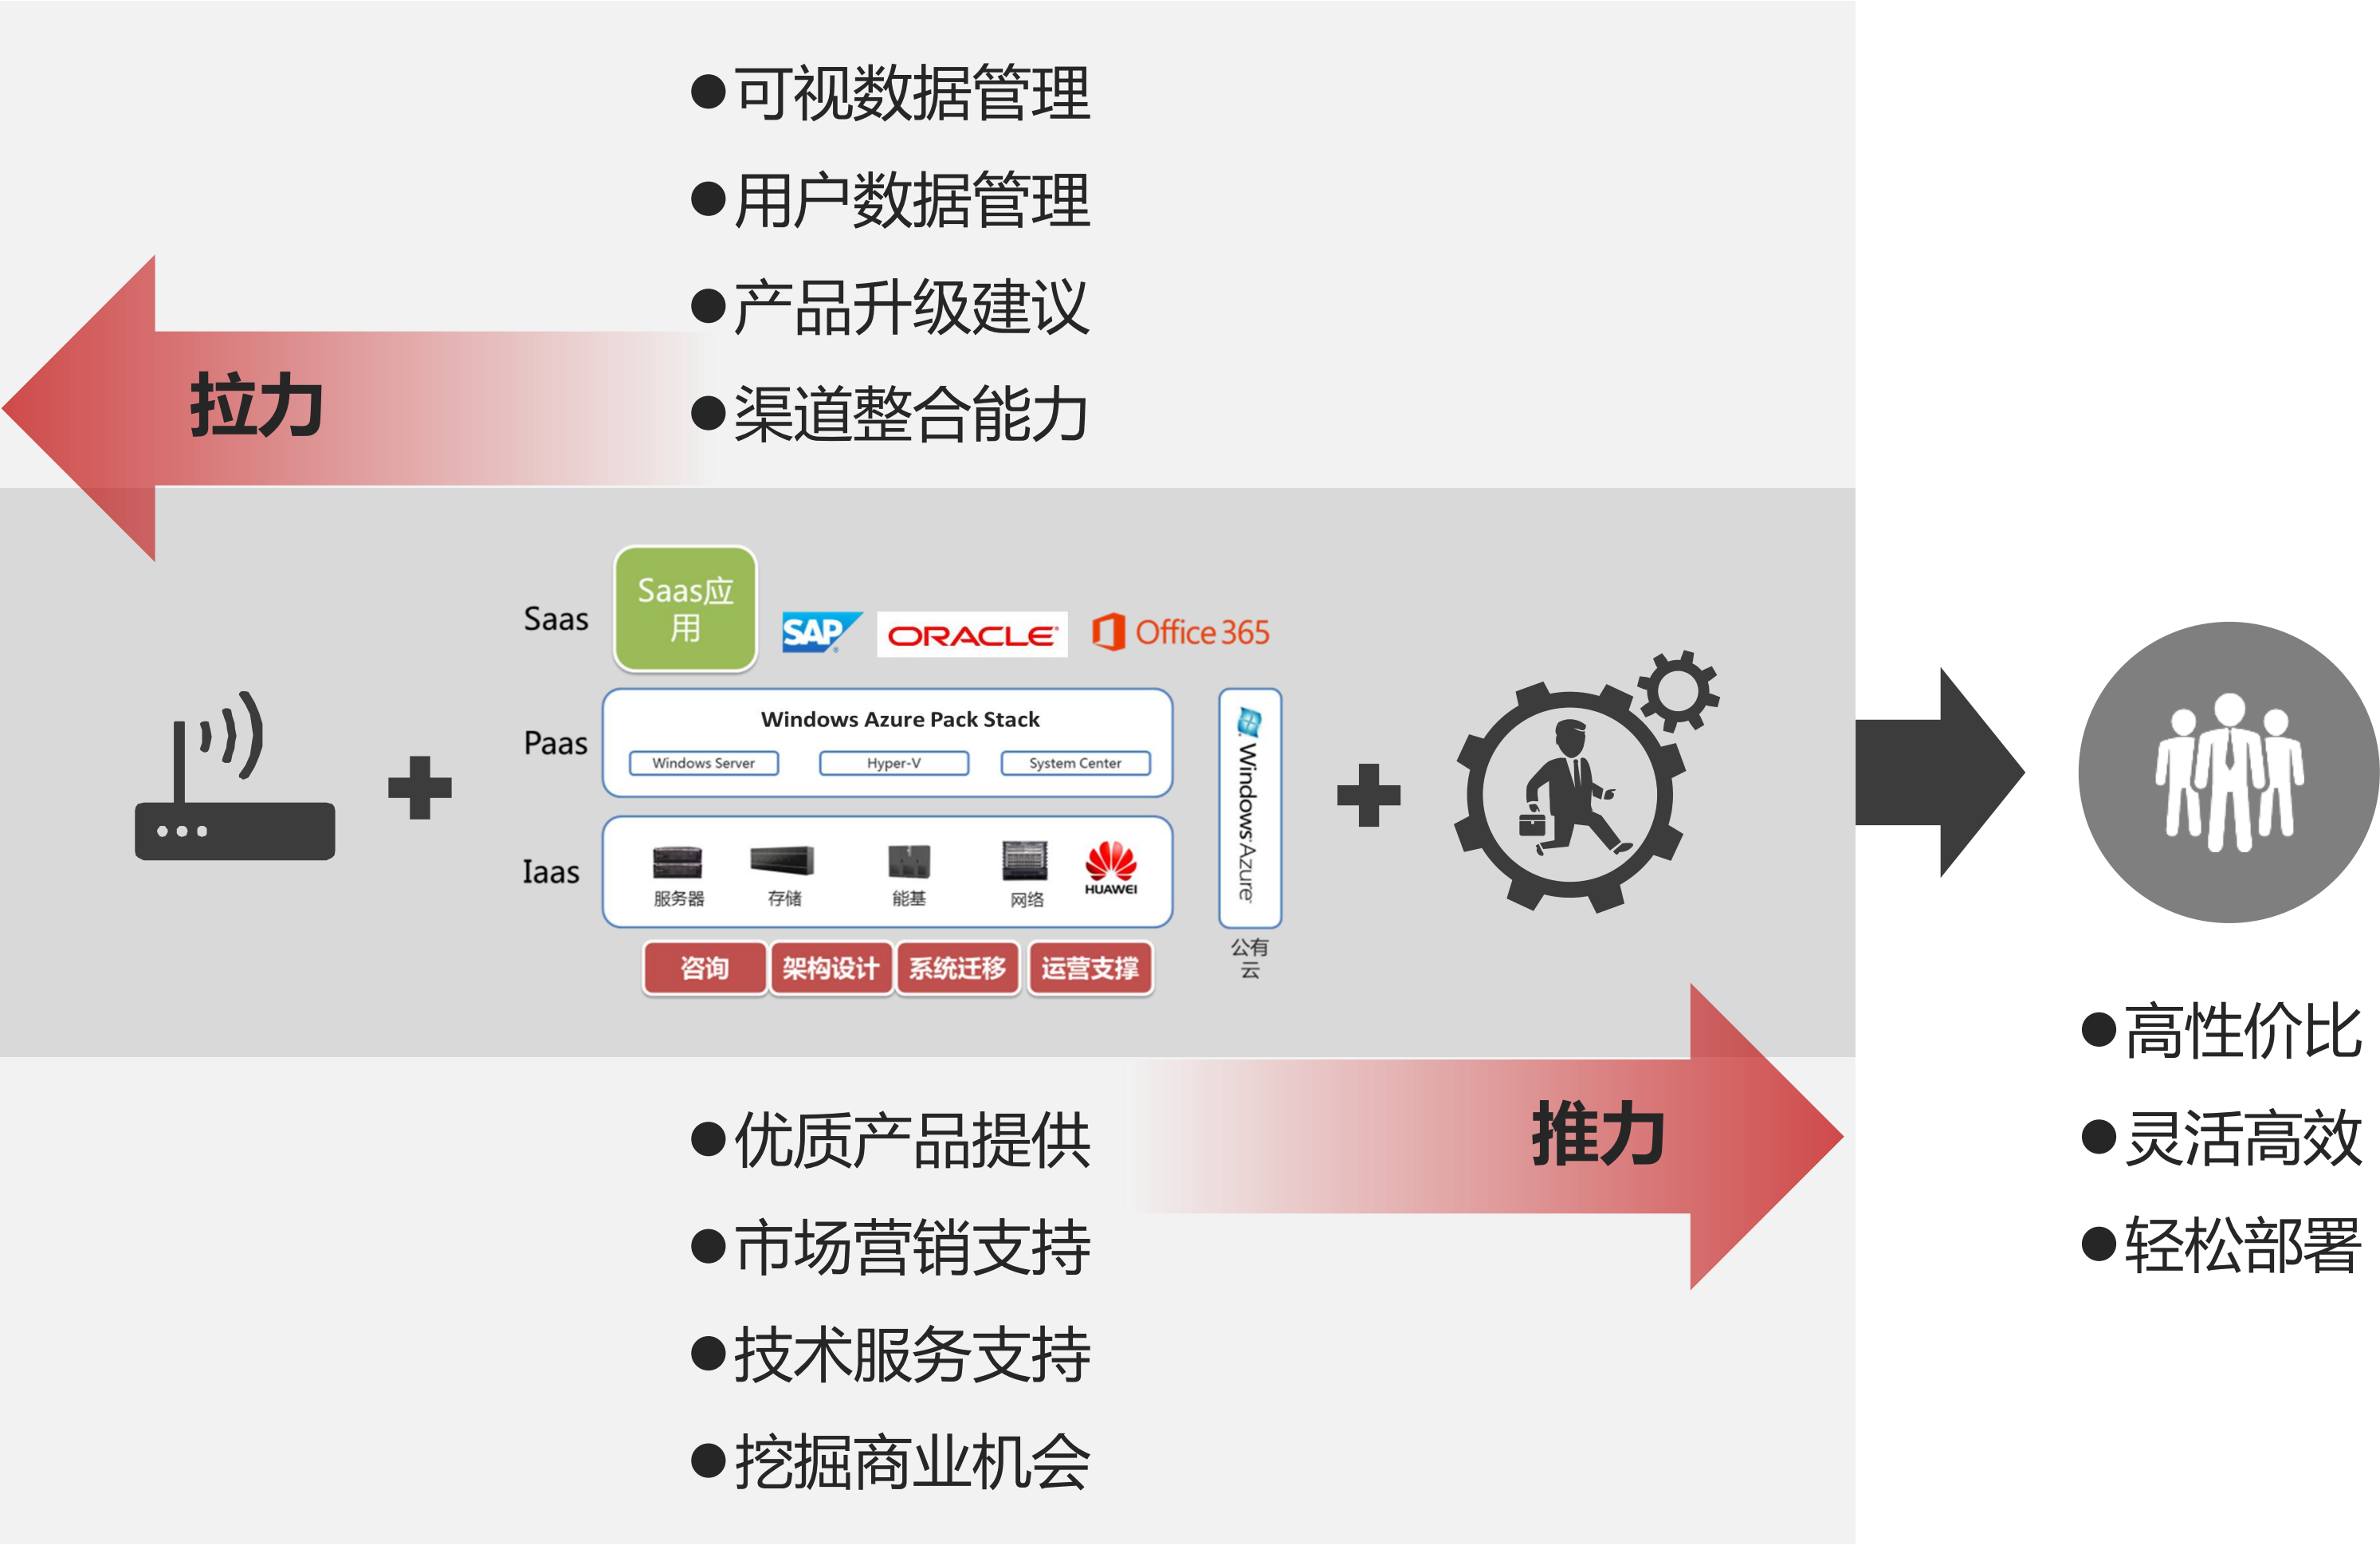 ●可视数据管理
●用户数据管理
●产品升级建议
●渠道整合能力
拉力
Saas
Saas应
用
SAP
ORACLE
Office 365
Paas
Windows Azure Pack Stack
Windows Server
Hyper-V
System Center
Iaas
服务器
存储
能基
网络
HUAWEI
Windows Azure
公有
云
咨询
架构设计
系统迁移
运营支撑
推力
●优质产品提供
●市场营销支持
●技术服务支持
●挖掘商业机会
●高性价比
●灵活高效
●轻松部署